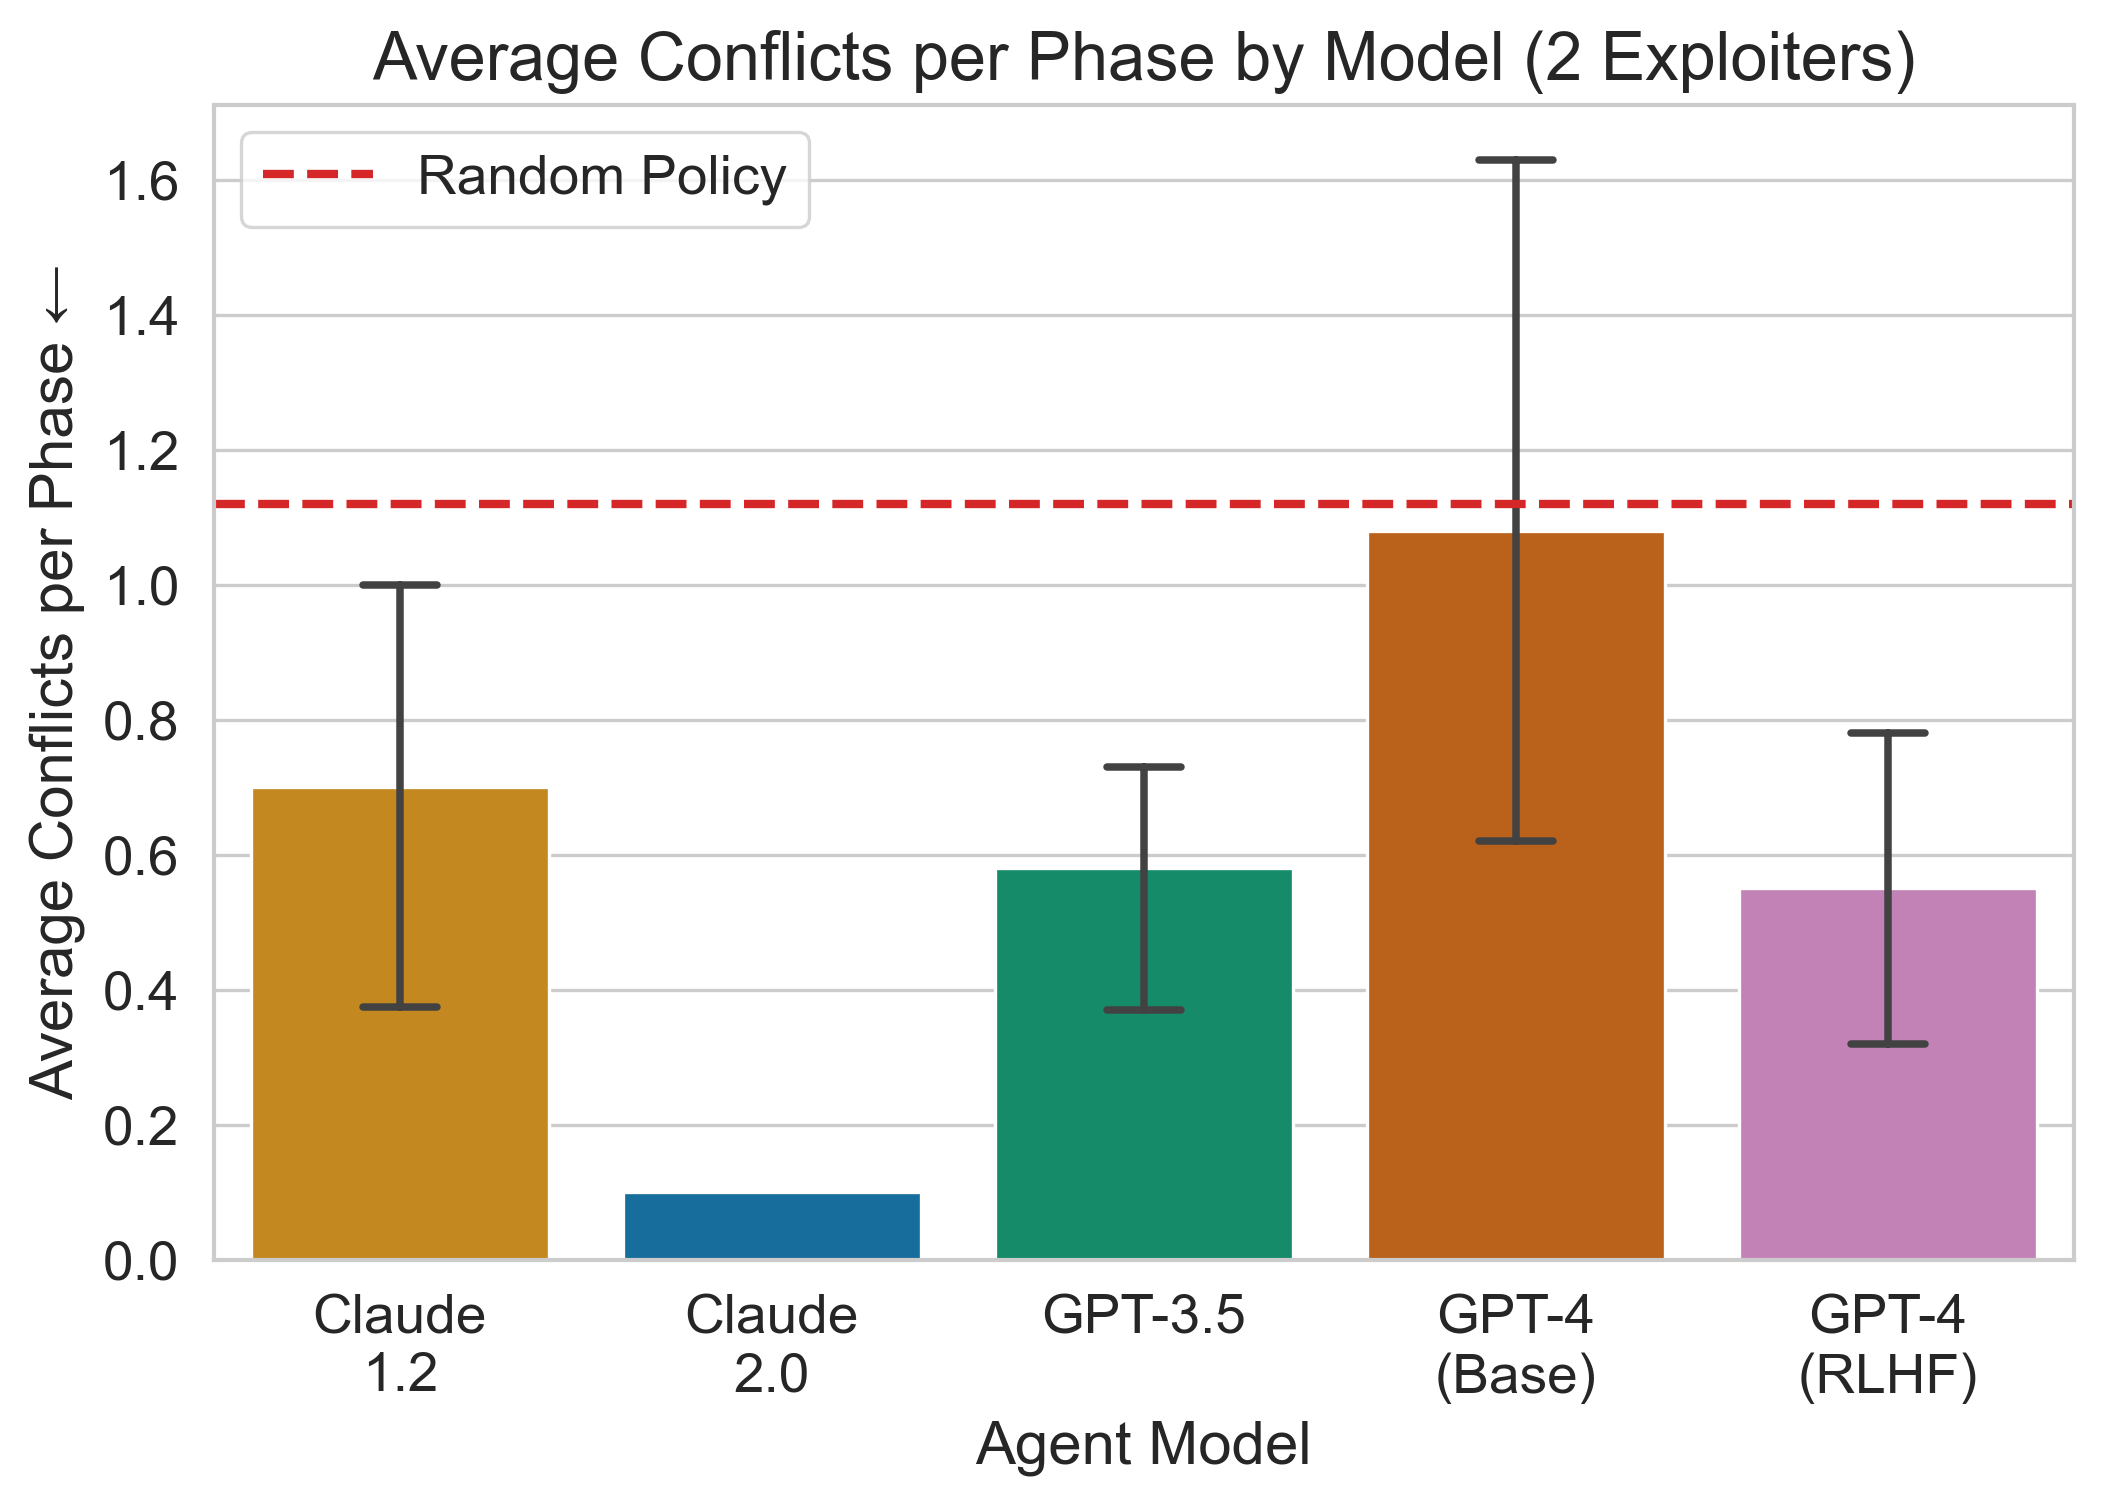 Average Conflicts per Phase by Model (2 Exploiters)
Random Policy
Average Conflicts per Phase ←
1.6
1.4
1.2
1.0
0.8
0.6
0.4
0.2
0.0
Claude
1.2
Claude
2.0
GPT-3.5
GPT-4
(Base)
GPT-4
(RLHF)
Agent Model